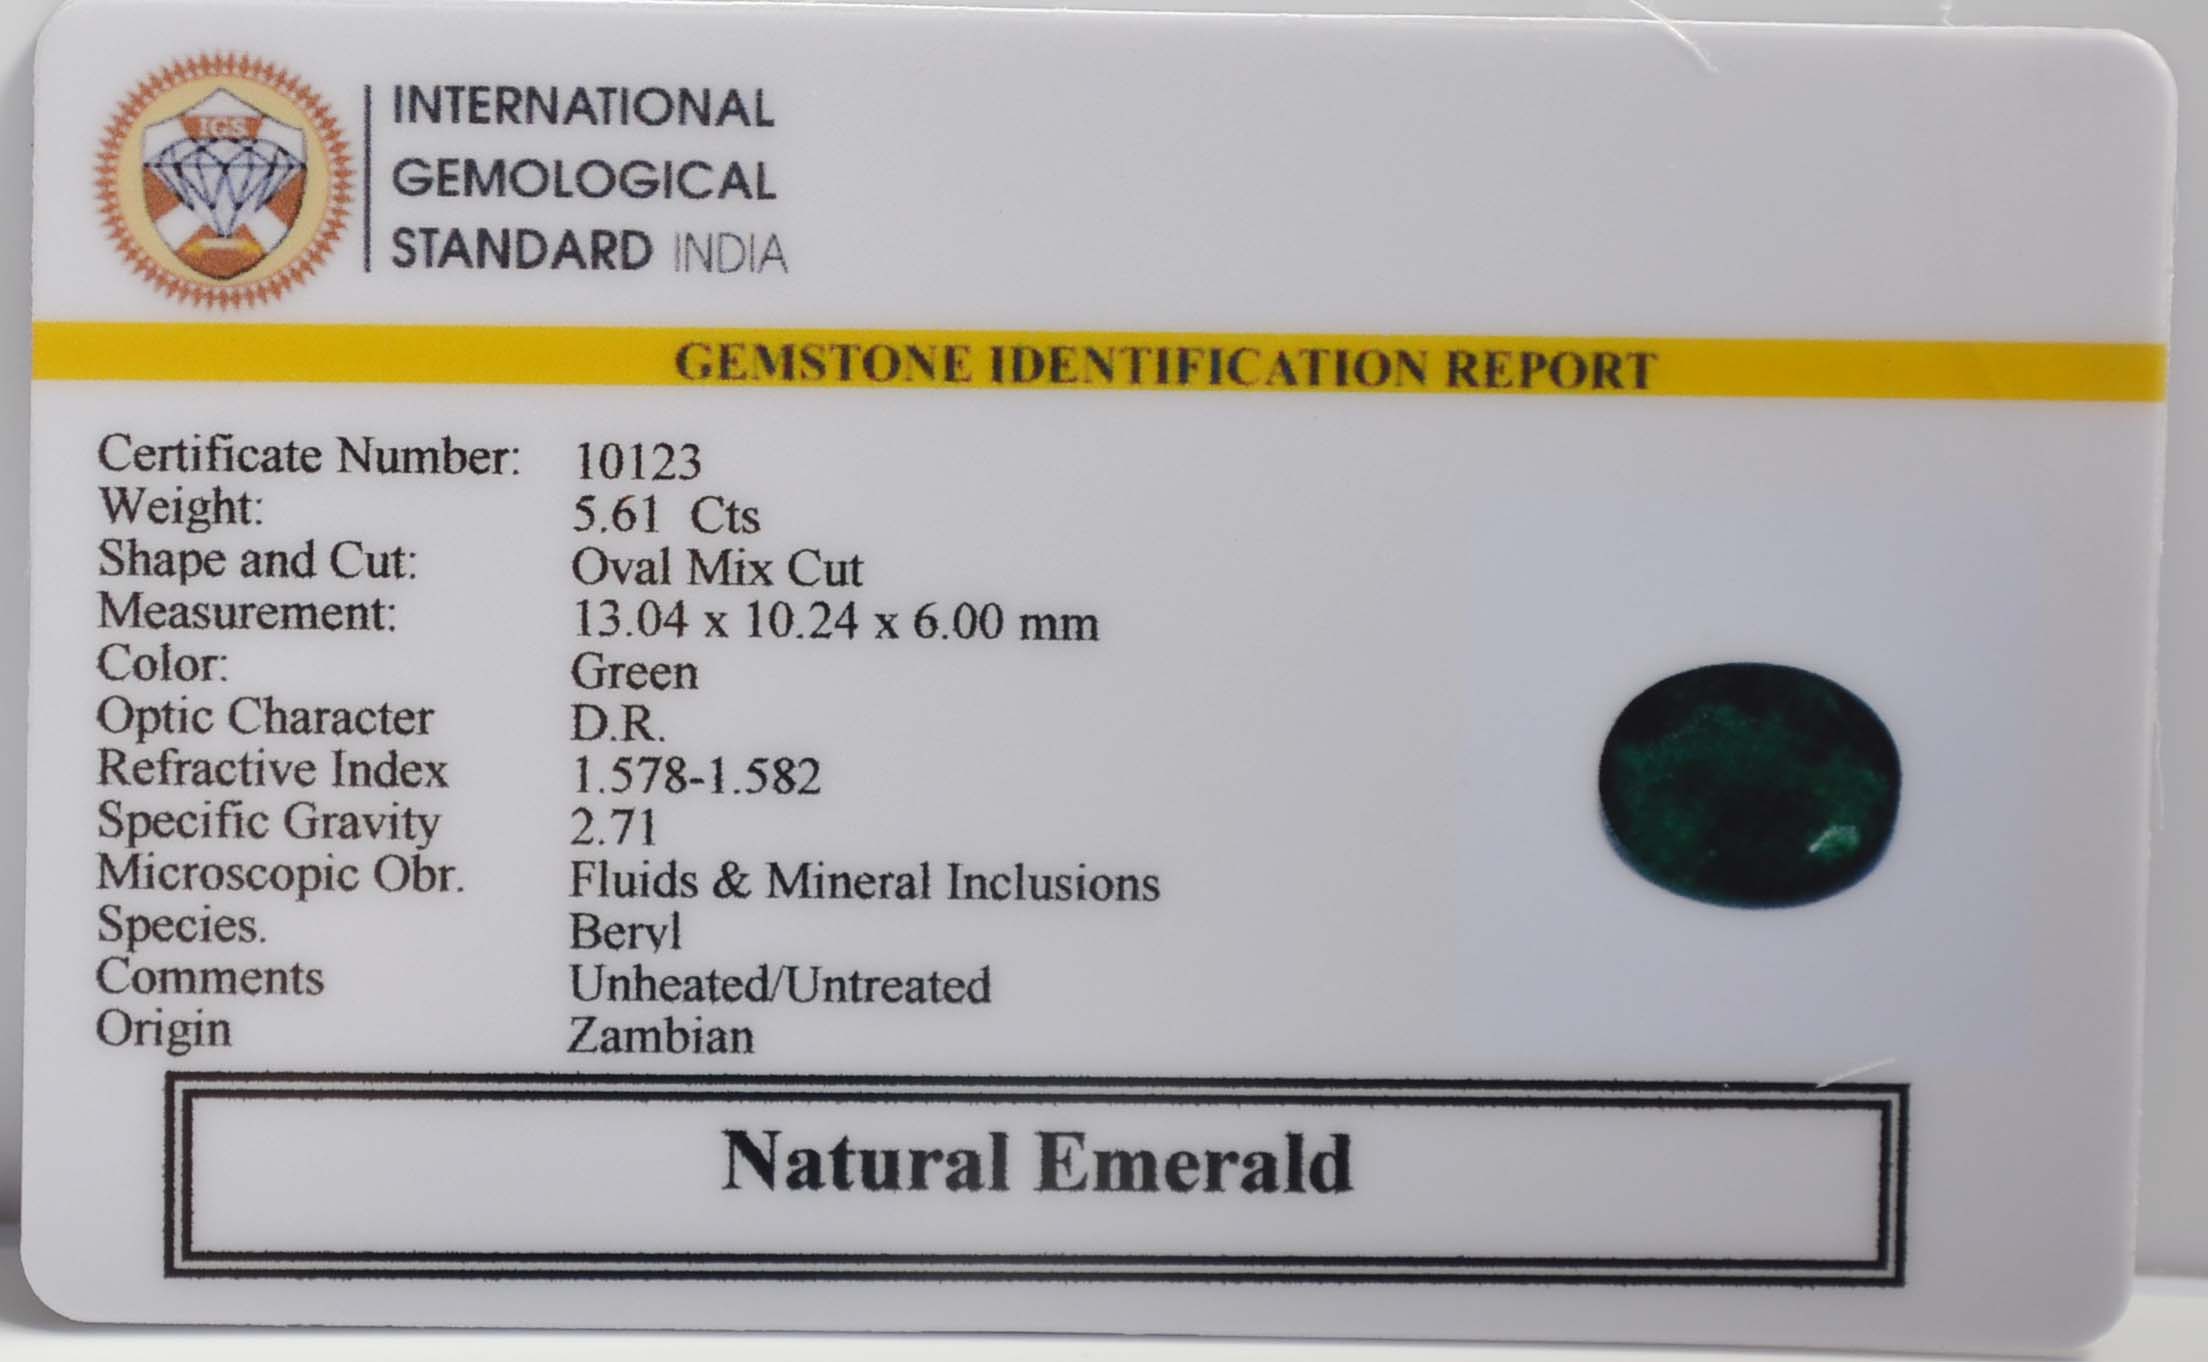 IGS
INTERNATIONAL
GEMOLOGICAL
STANDARD INDIA
GEMSTONE IDENTIFICATION REPORT
Certificate Number: 10123
Weight: 5.61 Cts
Shape and Cut: Oval Mix Cut
Measurement: 13.04 x 10.24 x 6.00 mm
Color: Green
Optic Character D.R.
Refractive Index 1.578-1.582
Specific Gravity 2.71
Microscopic Obr. Fluids & Mineral Inclusions
Species. Beryl
Comments Unheated/Untreated
Origin Zambian
Natural Emerald